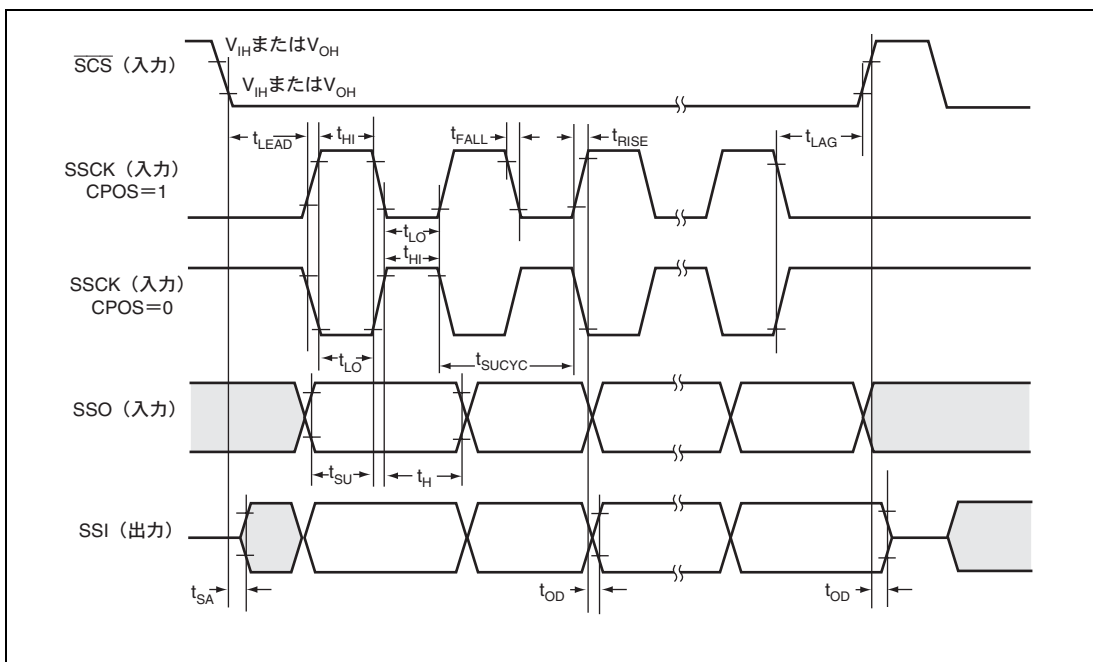 VIHまたはVOH
SCS（入力）
VIHまたはVOH
tLEAD
tHI
tFALL
tRISE
tLAG
SSCK（入力）
CPOS＝1
tLO
tHI
SSCK（入力）
CPOS＝0
tLO
tSUCYC
SSO（入力）
tSU
tH
SSI（出力）
tSA
tOD
tOD